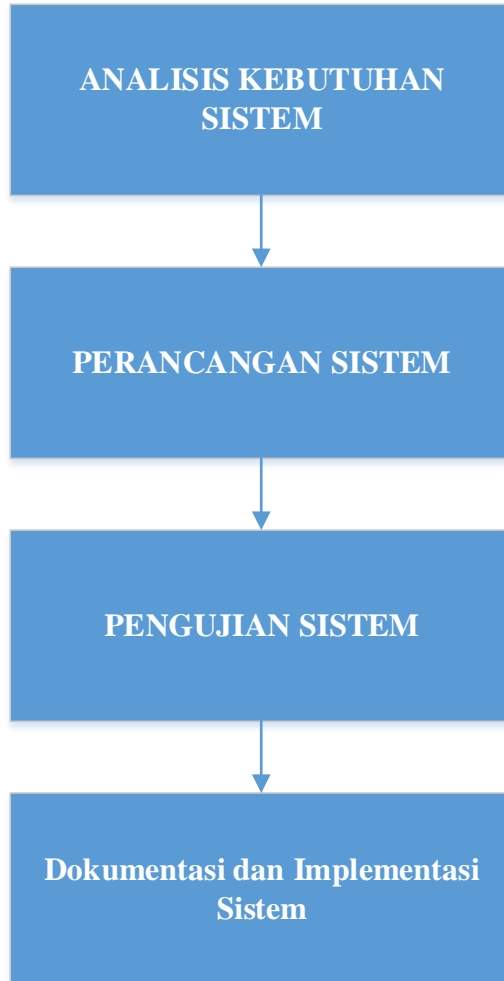 ANALISIS KEBUTUHAN
SISTEM
PERANCANGAN SISTEM
PENGUJIAN SISTEM
Dokumentasi dan Implementasi
Sistem